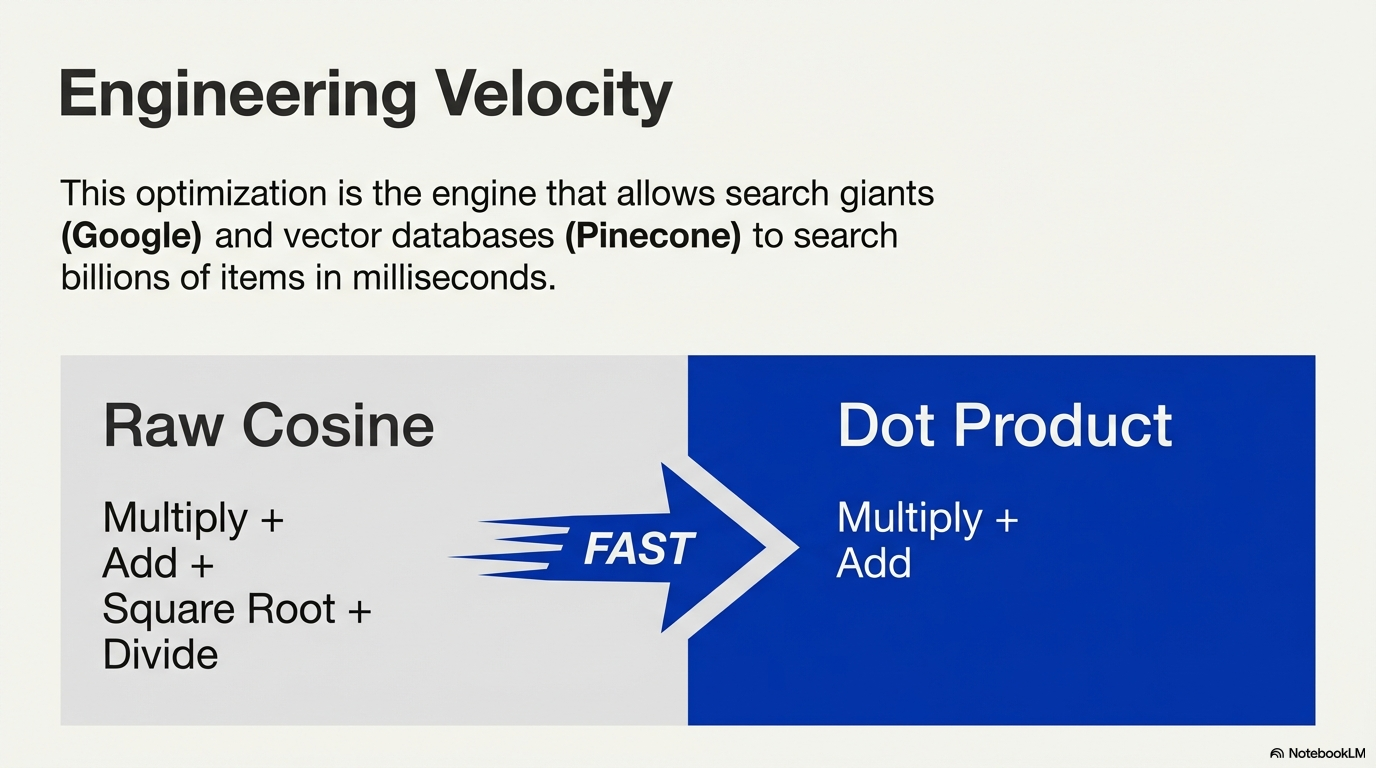 Engineering Velocity
This optimization is the engine that allows search giants
(Google) and vector databases (Pinecone) to search
billions of items in milliseconds.
Raw Cosine
Multiply +
Add +
Square Root +
Divide
FAST
Dot Product
Multiply +
Add
NotebookLM